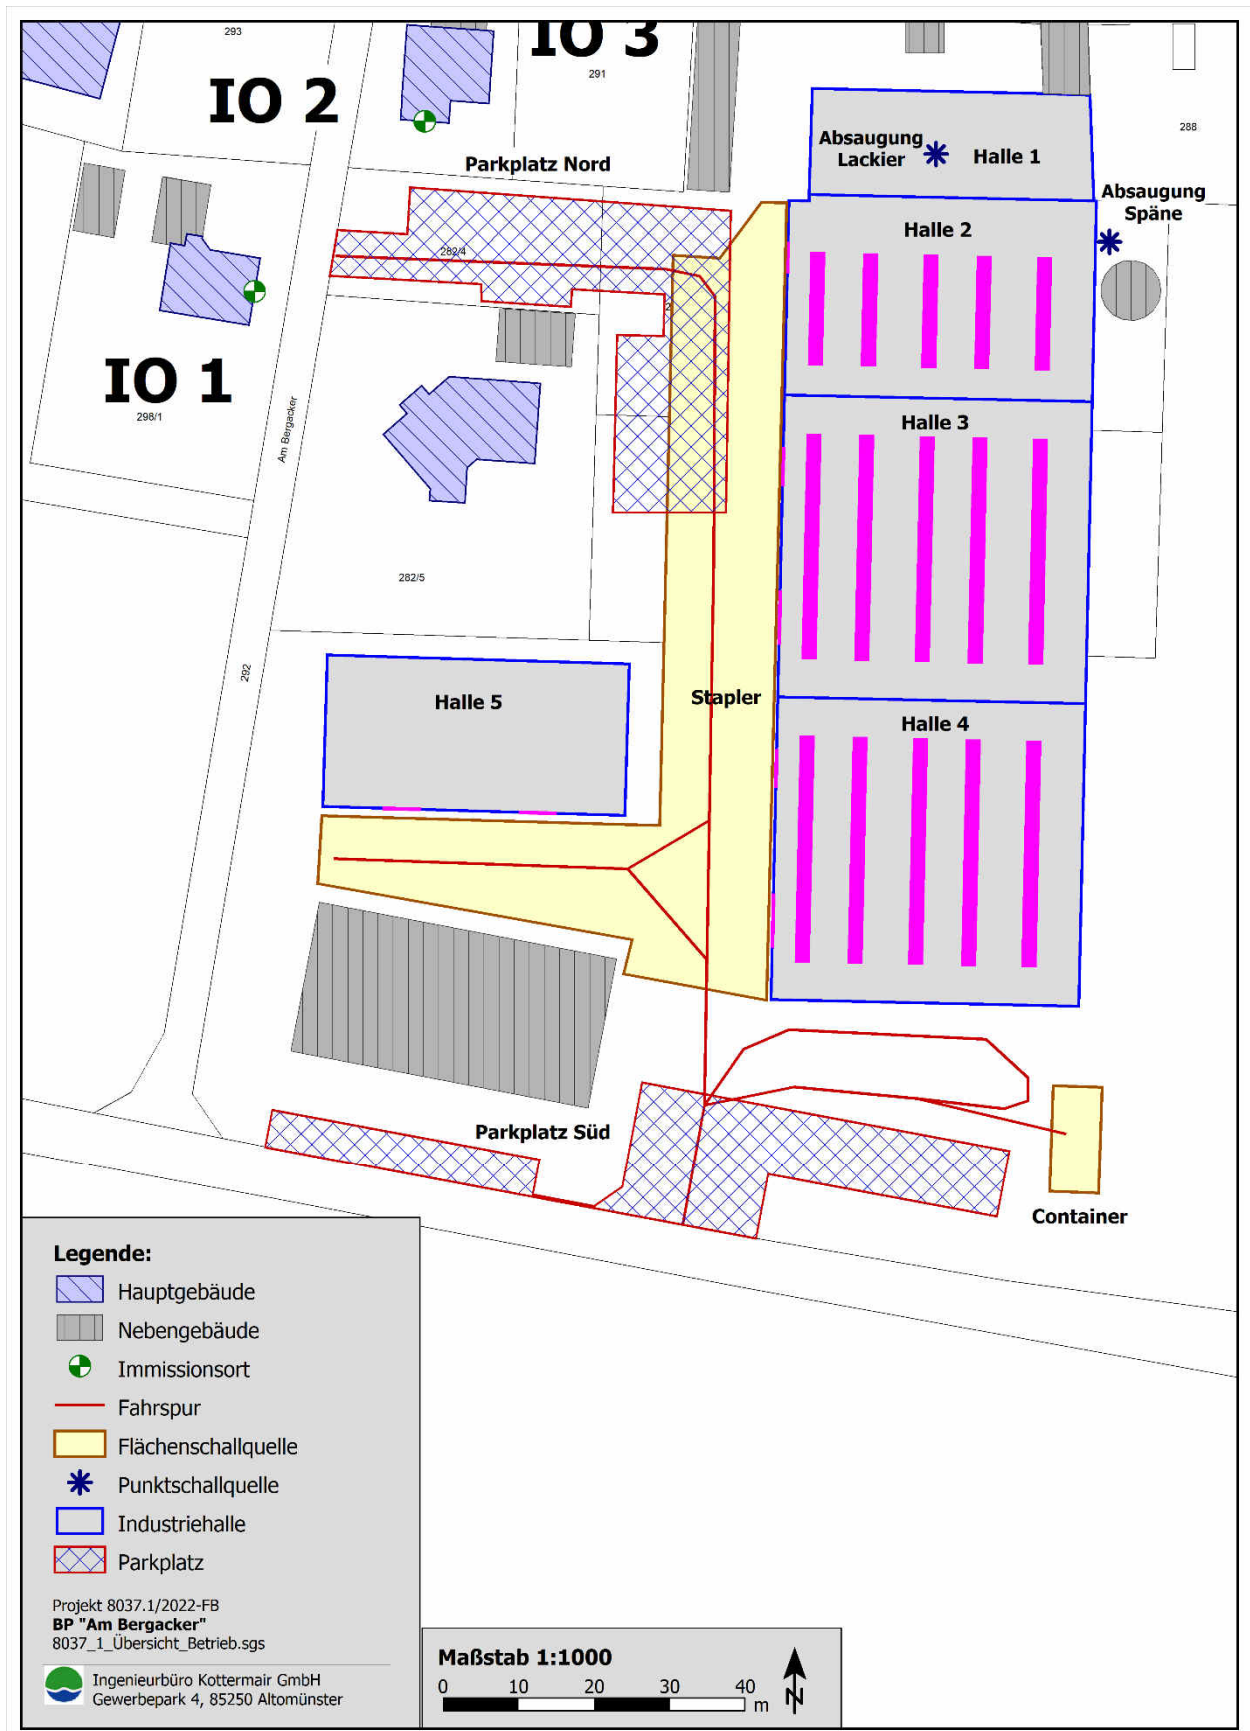 293
IO 3
291
IO 2
288
Absaugung
Lackier
Halle 1
Parkplatz Nord
Absaugung
Späne
Halle 2
282/4
2
IO 1
298/1
Am Bergacker
Halle 3
282/5
292
Halle 5
Stapler
Halle 4
Parkplatz Süd
Container
Legende:
Hauptgebäude
Nebengebäude
Immissionsort
Fahrspur
Flächenschallquelle
Punktschallquelle
Industriehalle
Parkplatz
Projekt 8037.1/2022-FB
BP "Am Bergacker"
8037_1_Übersicht_Betrieb.sgs
Ingenieurbüro Kottermair GmbH
Gewerbepark 4, 85250 Altomünster
Maßstab 1:1000
0 10 20 30 40
m
N